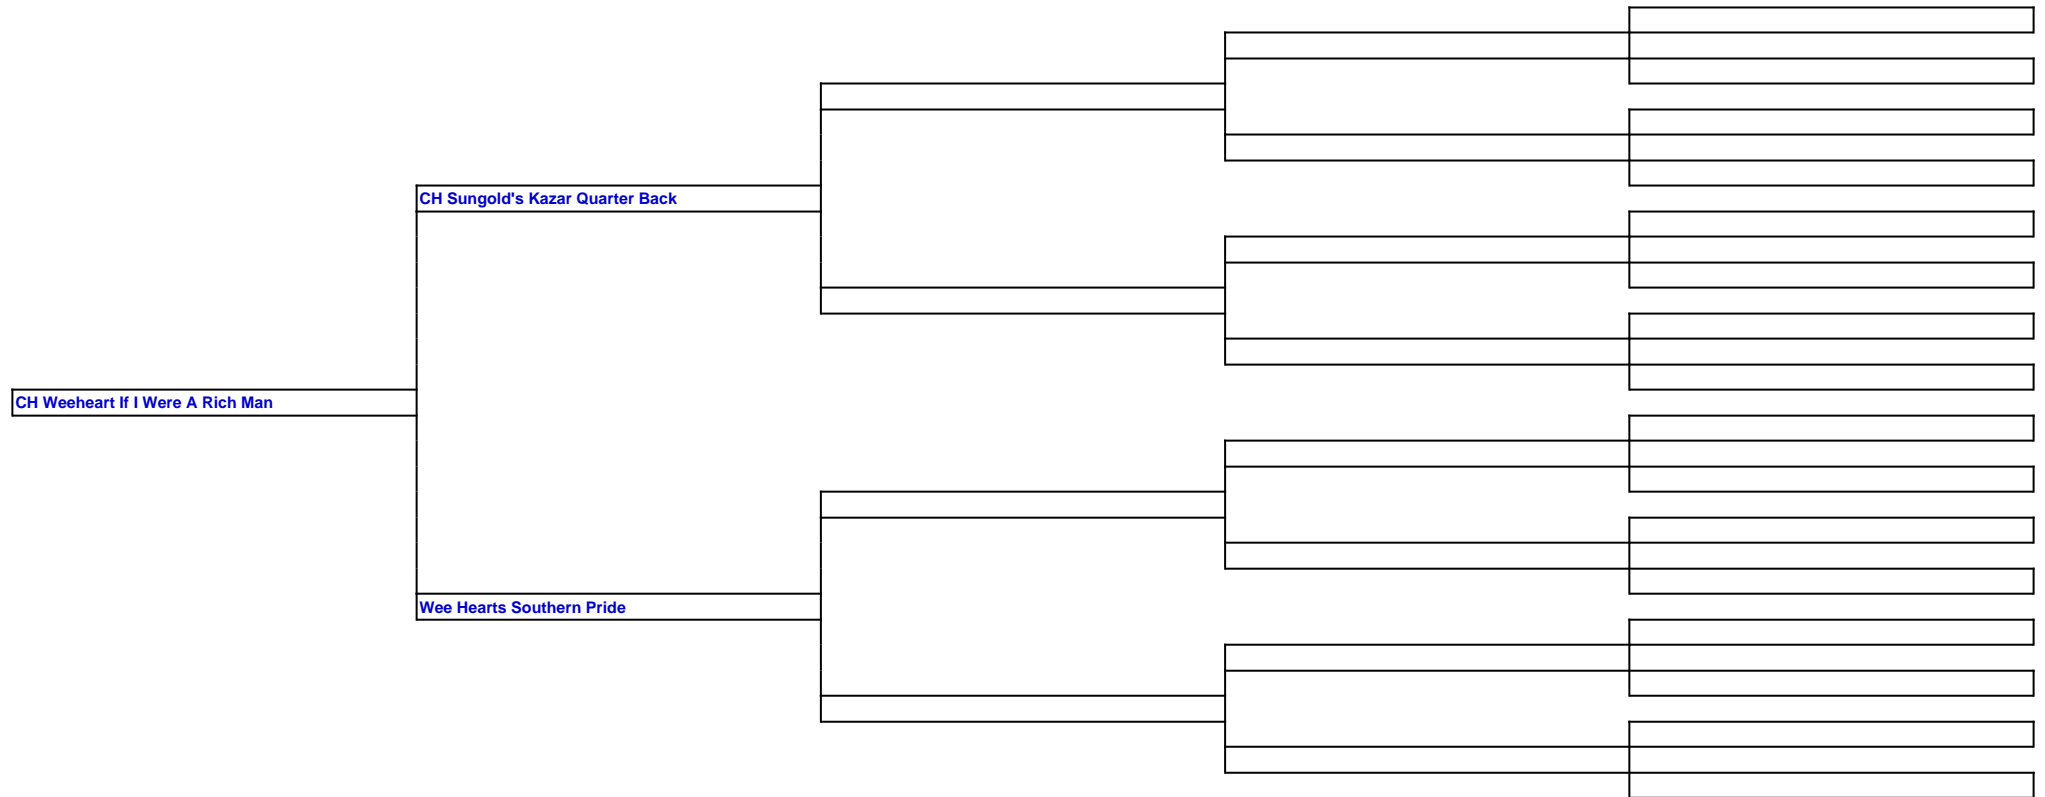 CH Sungold's Kazar Quarter Back
CH Weeheart If I Were A Rich Man
Wee Hearts Southern Pride